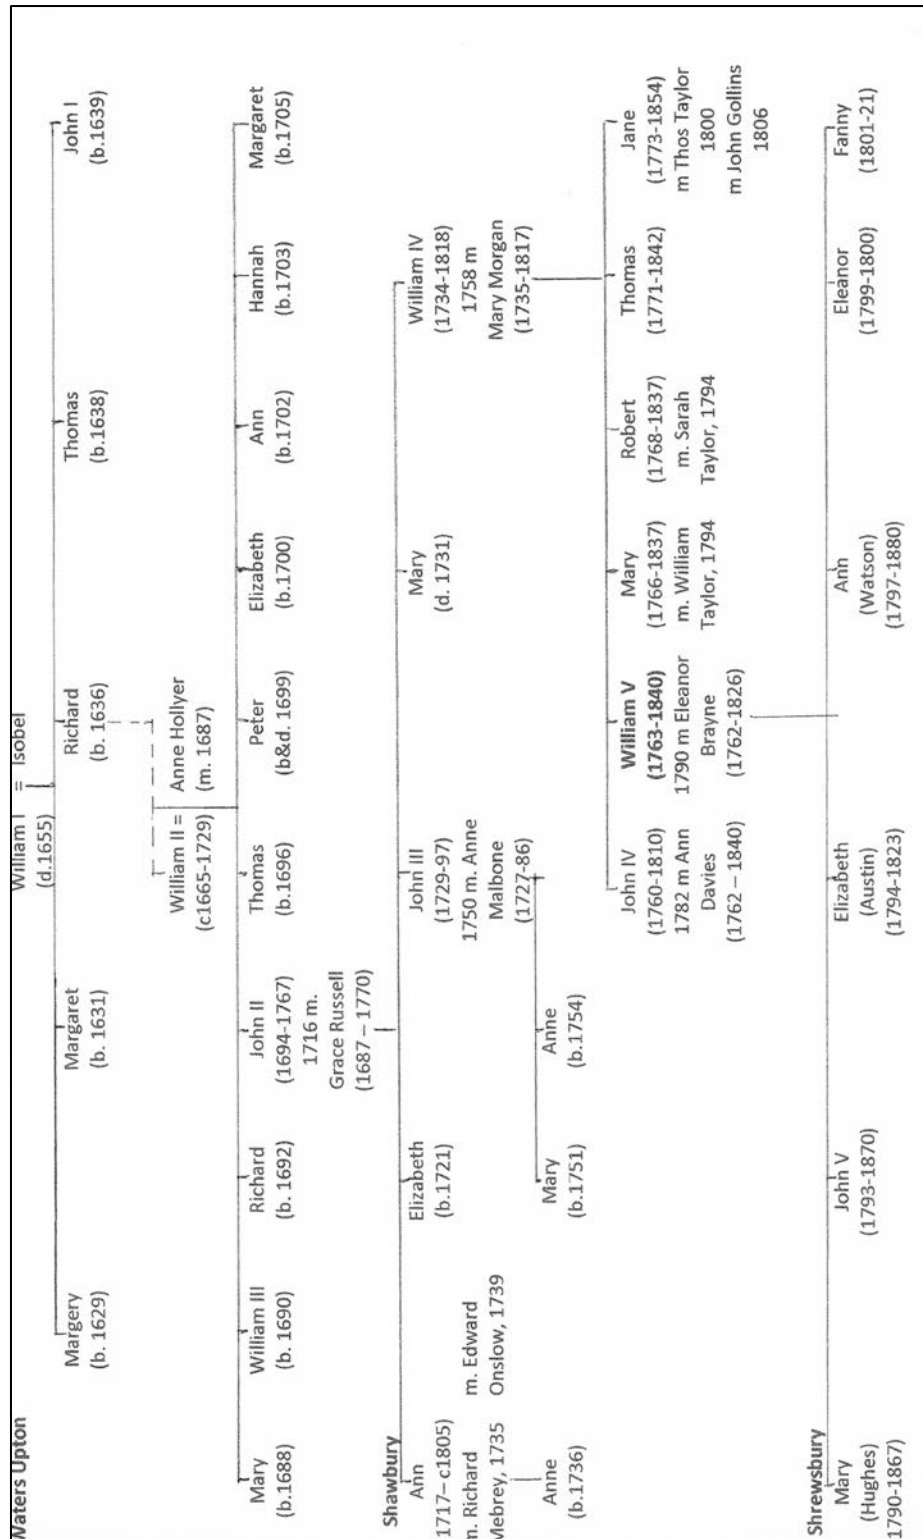 Waters Upton
William I = Isobel
(d.1655)
Margery
(b. 1629)
Margaret
(b. 1631)
Richard
(b. 1636)
Thomas
(b.1638)
John I
(b.1639)
William II =
(c1665-1729)
Anne Hollyer
(m. 1687)
Mary
(b.1688)
William III
(b. 1690)
Richard
(b. 1692)
John II
(1694-1767)
1716 m.
Grace Russell
(1687 – 1770)
Thomas
(b.1696)
Peter
(b&d. 1699)
Elizabeth
(b.1700)
Ann
(b.1702)
Hannah
(b.1703)
Margaret
(b.1705)
Shawbury
Ann
1717– c1805)
m. Richard
Mebrey, 1735
m. Edward
Onslow, 1739
Anne
(b.1736)
Elizabeth
(b.1721)
John III
(1729-97)
1750 m. Anne
Malbone
(1727-86)
Mary
(b.1751)
Anne
(b.1754)
Mary
(d. 1731)
William IV
(1734-1818)
1758 m
Mary Morgan
(1735-1817)
John IV
(1760-1810)
1782 m Ann
Davies
(1762 – 1840)
William V
(1763-1840)
1790 m Eleanor
Brayne
(1762-1826)
Mary
(1766-1837)
m. William
Taylor, 1794
Robert
(1768-1837)
m. Sarah
Taylor, 1794
Thomas
(1771-1842)
Jane
(1773-1854)
m Thos Taylor
1800
m John Gollins
1806
Shrewsbury
Mary
(Hughes)
1790-1867)
John V
(1793-1870)
Elizabeth
(Austin)
(1794-1823)
Ann
(Watson)
(1797-1880)
Eleanor
(1799-1800)
Fanny
(1801-21)